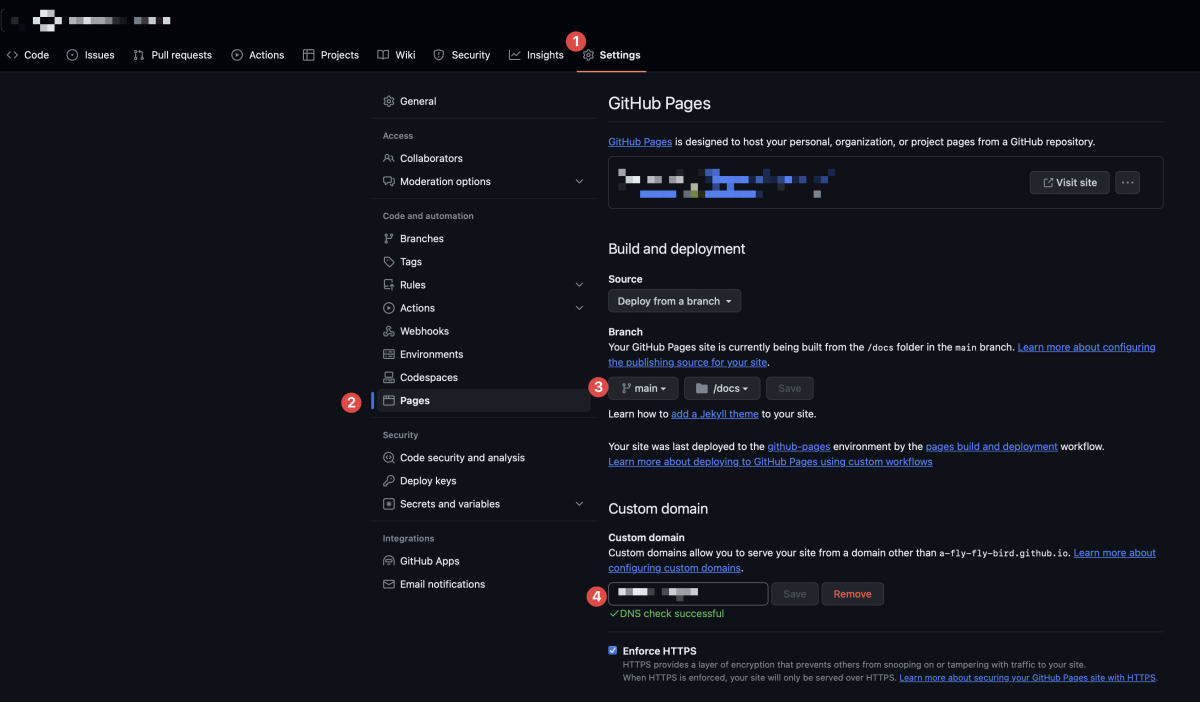 Code Issues Pull requests Actions Projects Wiki Security Insights 1 Settings
General
Access
Collaborators
Moderation options
Code and automation
Branches
Tags
Rules
Actions
Webhooks
Environments
Codespaces
2 Pages
Security
Code security and analysis
Deploy keys
Secrets and variables
Integrations
GitHub Apps
Email notifications
GitHub Pages
GitHub Pages is designed to host your personal, organization, or project pages from a GitHub repository.
Visit site ...
Build and deployment
Source
Deploy from a branch
Branch
Your GitHub Pages site is currently being built from the /docs folder in the main branch. Learn more about configuring
the publishing source for your site.
3 main /docs Save
Learn how to add a Jekyll theme to your site.
Your site was last deployed to the github-pages environment by the pages build and deployment workflow.
Learn more about deploying to GitHub Pages using custom workflows
Custom domain
Custom domain
Custom domains allow you to serve your site from a domain other than a-fly-fly-bird.github.io. Learn more about
configuring custom domains.
4 Save Remove
✓DNS check successful
Enforce HTTPS
HTTPS provides a layer of encryption that prevents others from snooping on or tampering with traffic to your site.
When HTTPS is enforced, your site will only be served over HTTPS. Learn more about securing your GitHub Pages site with HTTPS.